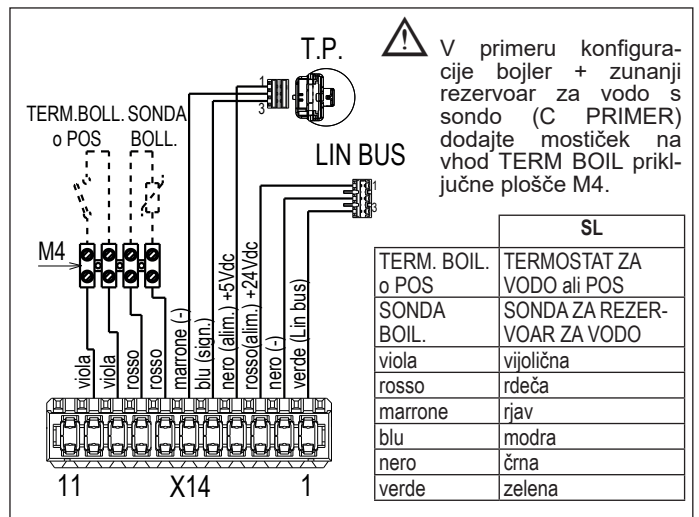 T.P.
1
3
TERM.BOLL. SONDA
o POS BOLL.
LIN BUS
1
3
M4
viola
viola
rosso
rosso
marrone (-)
blu (sign.)
nero (alim.) +5Vdc
rosso(alim.) +24Vdc
nero (-)
verde (Lin bus)
11 X14 1
V primeru konfigura-
cije bojler + zunanji
rezervoar za vodo s
sondo (C PRIMER)
dodajte mostiček na
vhod TERM BOIL prikl-
jučne plošče M4.
SL
TERM. BOIL. TERMOSTAT ZA
o POS VODO ali POS
SONDA SONDA ZA REZER-
BOIL. VOAR ZA VODO
viola vijolična
rosso rdeča
marrone rjav
blu modra
nero črna
verde zelena